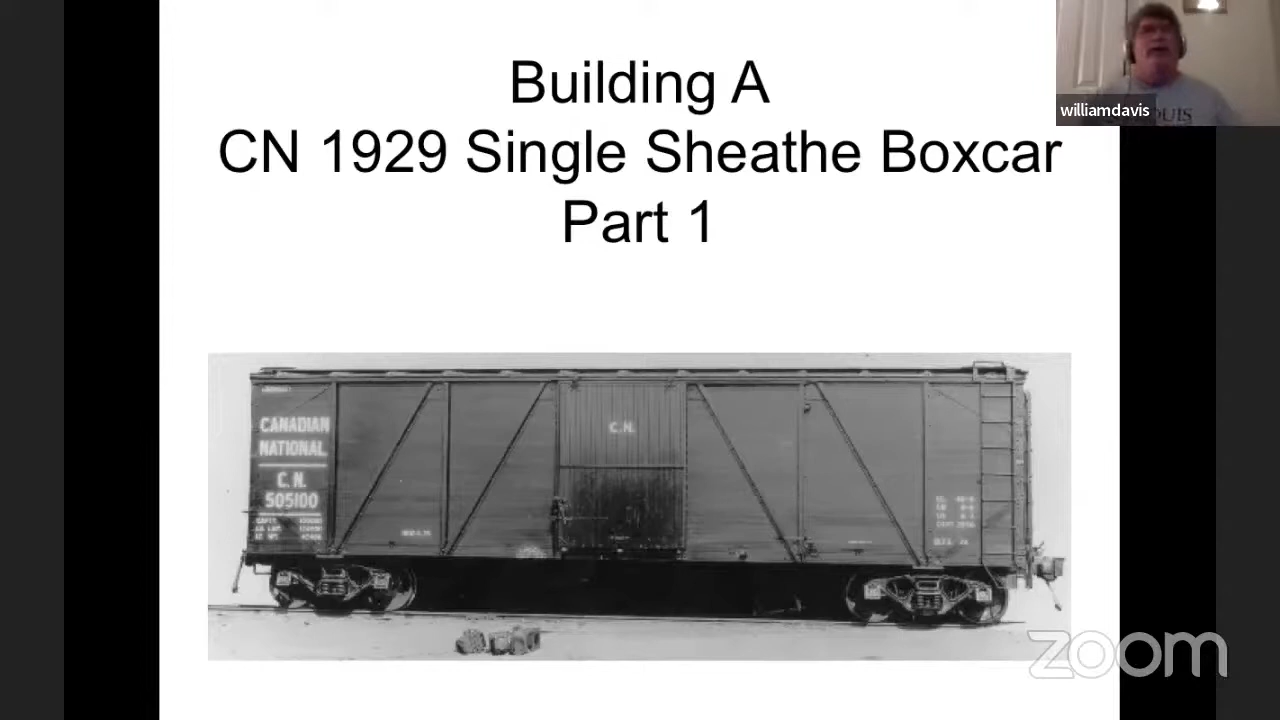 Building A
CN 1929 Single Sheathe Boxcar
Part 1
williamdavis
CANADIAN
NATIONAL
C.N.
505100
C.N.
zoom